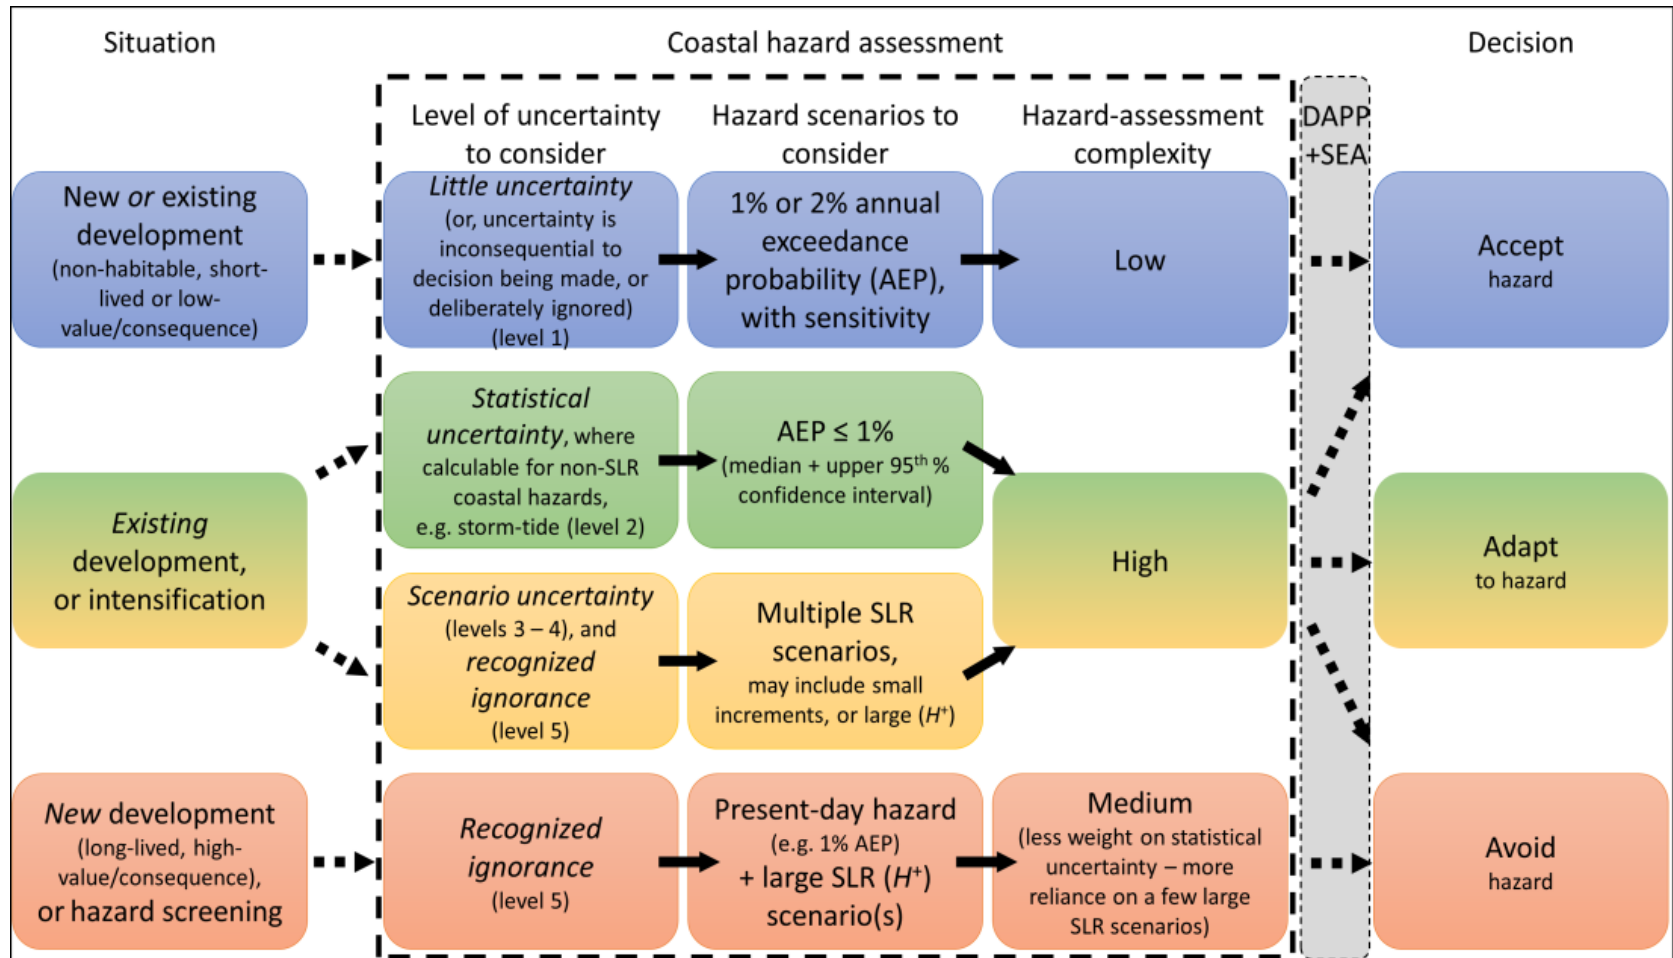 Situation
Coastal hazard assessment
Decision
Level of uncertainty
to consider
Hazard scenarios to
consider
Hazard-assessment
complexity
DAPP
+SEA
New or existing
development
(non-habitable, short-
lived or low-
value/consequence)
Little uncertainty
(or, uncertainty is
inconsequential to
decision being made, or
deliberately ignored)
(level 1)
1% or 2% annual
exceedance
probability (AEP),
with sensitivity
Low
Accept
hazard
Existing
development,
or intensification
Statistical
uncertainty, where
calculable for non-SLR
coastal hazards,
e.g. storm-tide (level 2)
AEP ≤ 1%
(median + upper 95th %
confidence interval)
Scenario uncertainty
(levels 3 – 4), and
recognized
ignorance
(level 5)
Multiple SLR
scenarios,
may include small
increments, or large (H+)
High
Adapt
to hazard
New development
(long-lived, high-
value/consequence),
or hazard screening
Recognized
ignorance
(level 5)
Present-day hazard
(e.g. 1% AEP)
+ large SLR (H+)
scenario(s)
Medium
(less weight on statistical
uncertainty – more
reliance on a few large
SLR scenarios)
Avoid
hazard